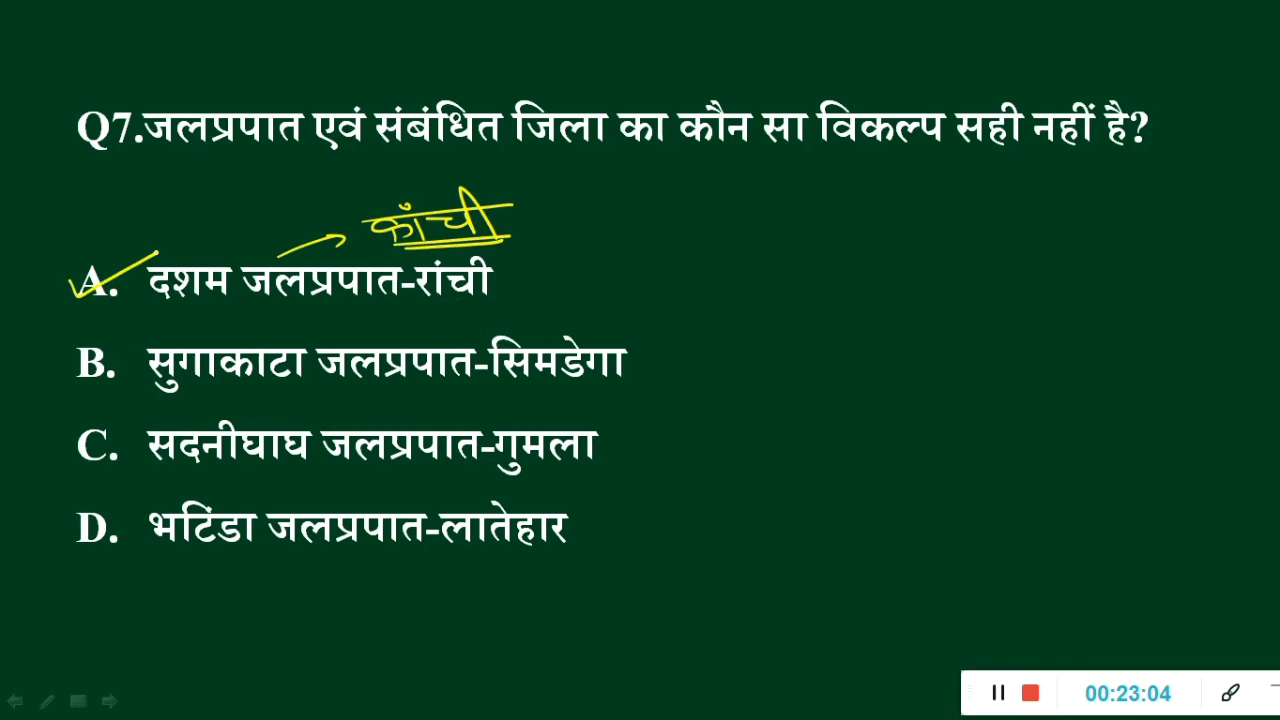 Q7.जलप्रपात एवं संबंधित जिला का कौन सा विकल्प सही नहीं है?
काँची
A. दशम जलप्रपात-रांची
B. सुगाकाटा जलप्रपात-सिमडेगा
C. सदनीघाघ जलप्रपात-गुमला
D. भटिंडा जलप्रपात-लातेहार
00:23:04